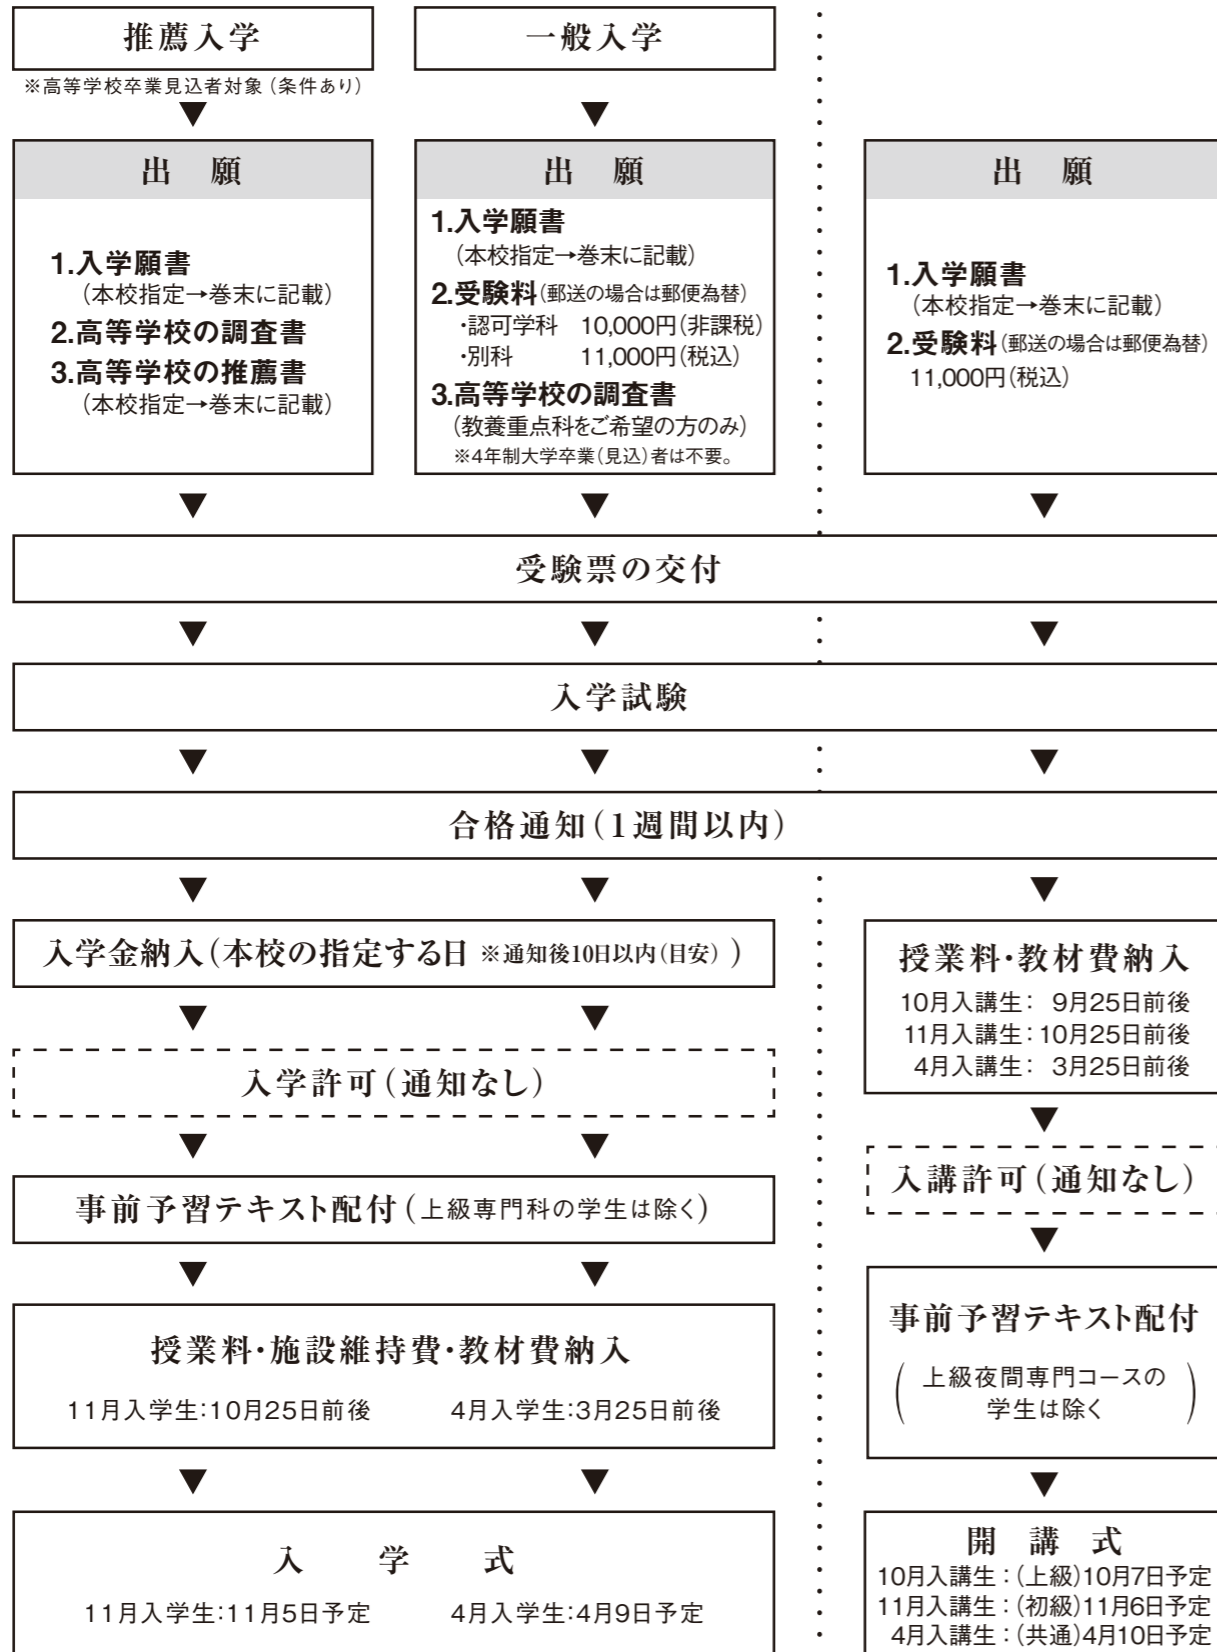 推薦入学
※高等学校卒業見込者対象（条件あり）
出　願
1.入学願書
（本校指定→巻末に記載）
2.高等学校の調査書
3.高等学校の推薦書
（本校指定→巻末に記載）
一般入学
出　願
1.入学願書
（本校指定→巻末に記載）
2.受験料（郵送の場合は郵便為替）
・認可学科　10,000円（非課税）
・別科　　　11,000円（税込）
3.高等学校の調査書
（教養重点科をご希望の方のみ）
※4年制大学卒業（見込）者は不要。
出　願
1.入学願書
（本校指定→巻末に記載）
2.受験料（郵送の場合は郵便為替）
11,000円（税込）
受験票の交付
入学試験
合格通知（1週間以内）
入学金納入（本校の指定する日 ※通知後10日以内（目安））
入学許可（通知なし）
事前予習テキスト配付（上級専門科の学生は除く）
授業料・施設維持費・教材費納入
11月入学生：10月25日前後　　4月入学生：3月25日前後
入　学　式
11月入学生：11月5日予定　　4月入学生：4月9日予定
授業料・教材費納入
10月入講生： 9月25日前後
11月入講生：10月25日前後
4月入講生： 3月25日前後
入講許可（通知なし）
事前予習テキスト配付
（上級夜間専門コースの
学生は除く）
開　講　式
10月入講生：（上級）10月7日予定
11月入講生：（初級）11月6日予定
4月入講生：（共通）4月10日予定